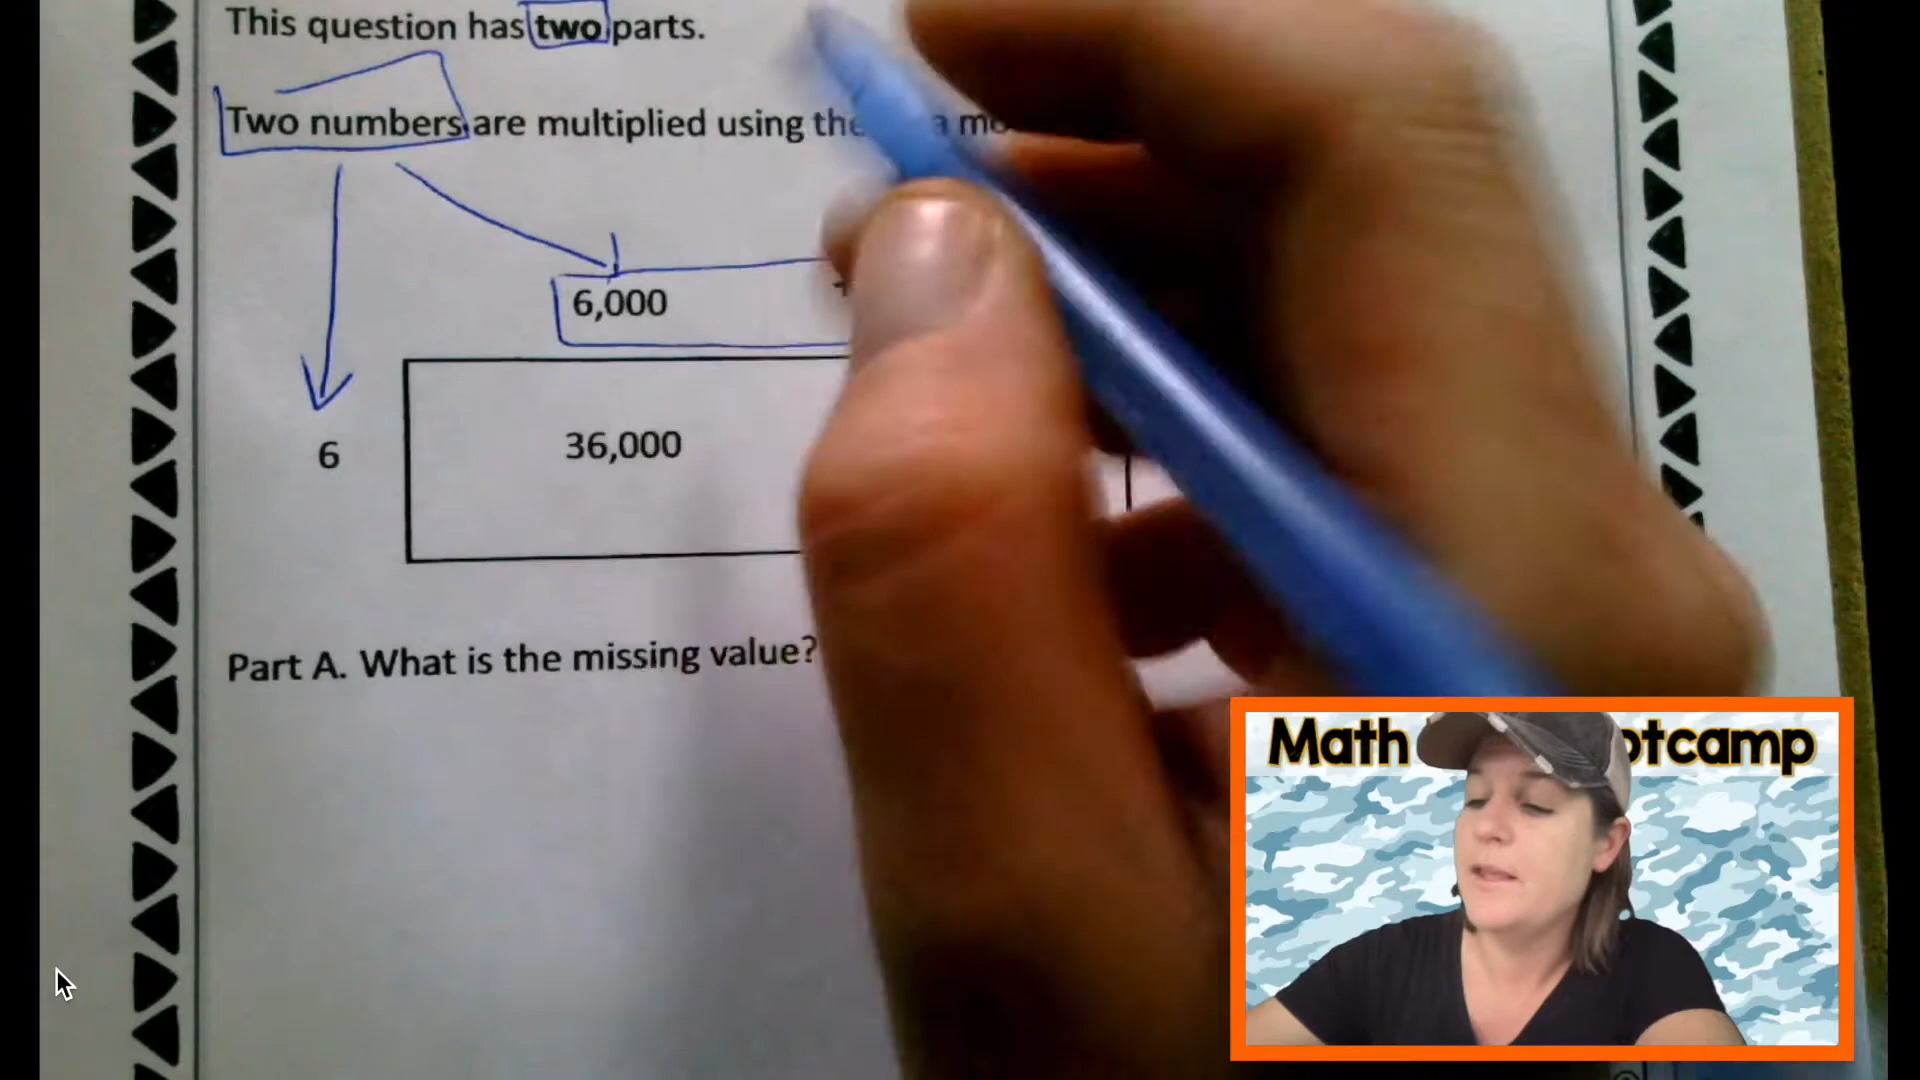 This question has two parts.
Two numbers are multiplied using the
6,000
6
36,000
Part A. What is the missing value?
Math
otcamp